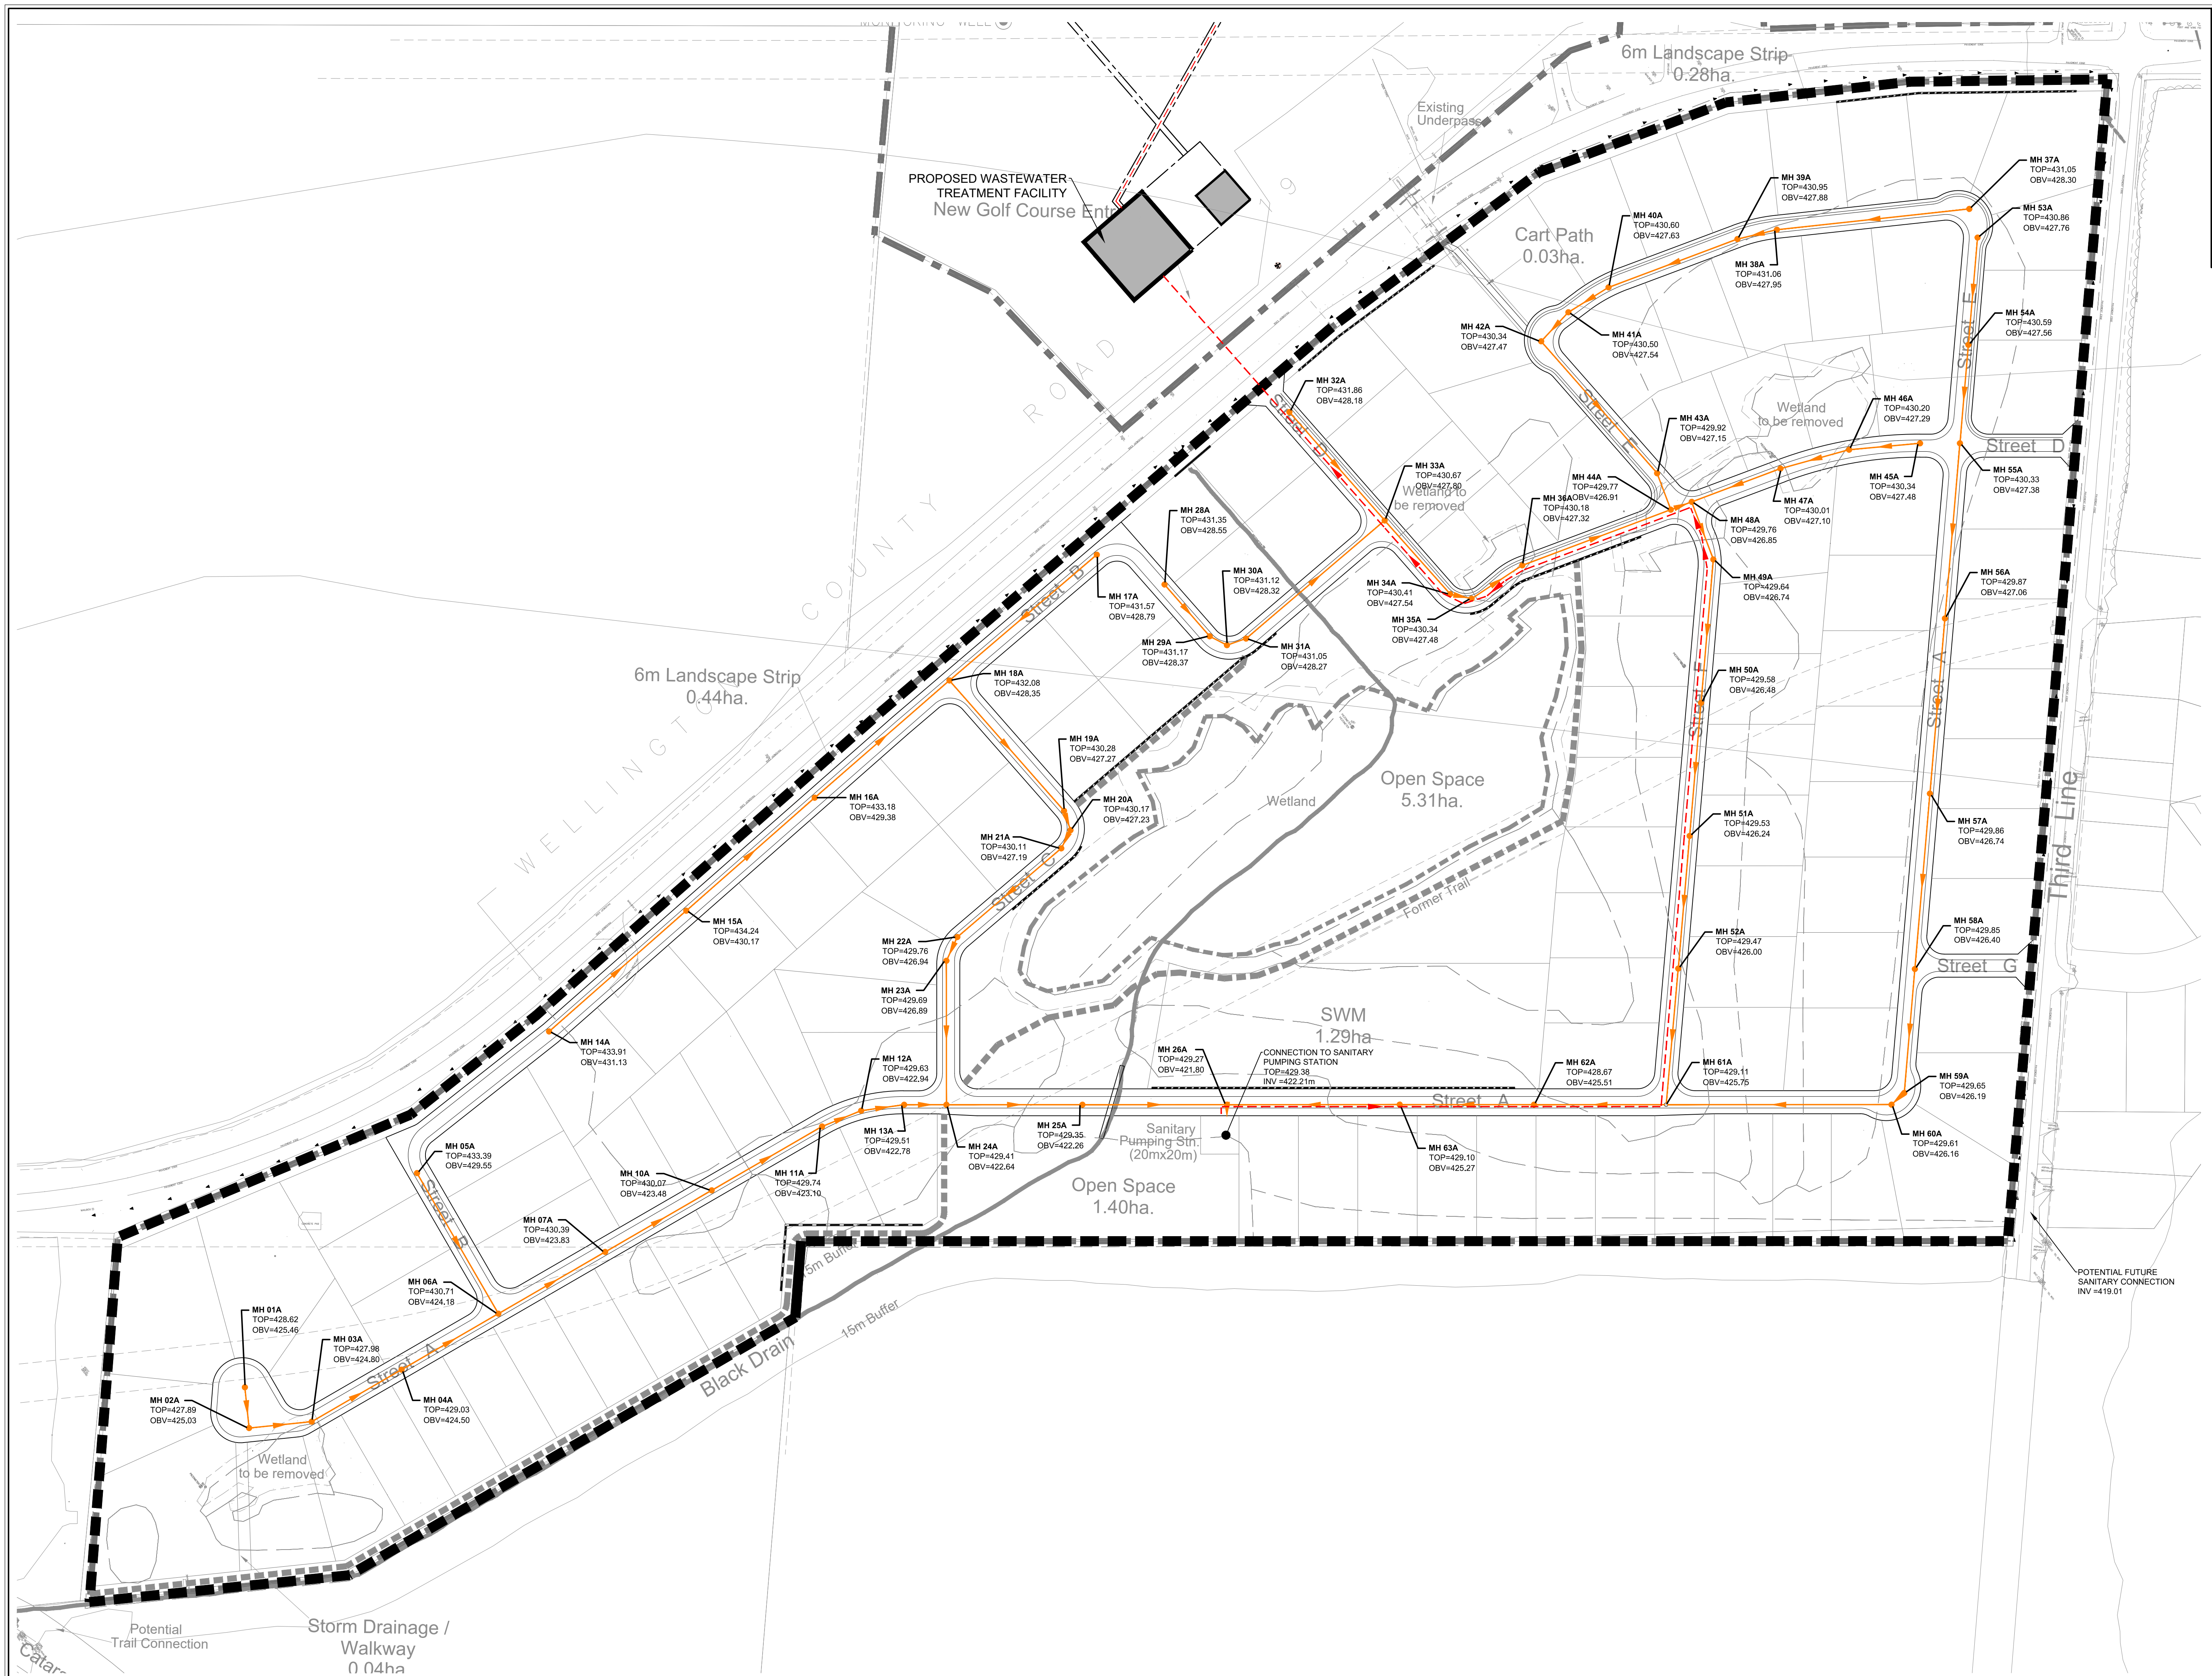 MONITORING WELL
6m Landscape Strip
0.28ha.
Existing
Underpass
PROPOSED WASTEWATER
TREATMENT FACILITY
New Golf Course Entr
Cart Path
0.03ha.
MH 37A
TOP=431.05
OBV=428.30
MH 39A
TOP=430.95
OBV=427.88
MH 53A
TOP=430.86
OBV=427.76
MH 40A
TOP=430.60
OBV=427.63
MH 38A
TOP=431.06
OBV=427.95
MH 42A
TOP=430.34
OBV=427.47
MH 41A
TOP=430.50
OBV=427.54
MH 54A
TOP=430.59
OBV=427.56
Street F
MH 32A
TOP=431.86
OBV=428.18
Street D
Street F
Wetland
to be removed
MH 46A
TOP=430.20
OBV=427.29
MH 43A
TOP=429.92
OBV=427.15
Street D
MH 33A
TOP=430.67
OBV=427.80
Wetland to
be removed
MH 44A
TOP=429.77
OBV=426.91
MH 45A
TOP=430.34
OBV=427.48
MH 55A
TOP=430.33
OBV=427.38
MH 36A
TOP=430.18
OBV=427.32
MH 47A
TOP=430.01
OBV=427.10
MH 48A
TOP=429.76
OBV=426.85
MH 28A
TOP=431.35
OBV=428.55
MH 30A
TOP=431.12
OBV=428.32
MH 34A
TOP=430.41
OBV=427.54
MH 49A
TOP=429.64
OBV=426.74
MH 56A
TOP=429.87
OBV=427.06
MH 17A
TOP=431.57
OBV=428.79
Street B
MH 35A
TOP=430.34
OBV=427.48
MH 29A
TOP=431.17
OBV=428.37
MH 31A
TOP=431.05
OBV=428.27
WELLINGTON COUNTY ROAD 9
6m Landscape Strip
0.44ha.
MH 18A
TOP=432.08
OBV=428.35
MH 50A
TOP=429.58
OBV=426.48
Street F
Street A
MH 19A
TOP=430.28
OBV=427.27
Open Space
5.31ha.
Wetland
MH 16A
TOP=433.18
OBV=429.38
MH 20A
TOP=430.17
OBV=427.23
MH 51A
TOP=429.53
OBV=426.24
MH 57A
TOP=429.86
OBV=426.74
Third Line
MH 21A
TOP=430.11
OBV=427.19
Street C
Former Trail
MH 15A
TOP=434.24
OBV=430.17
MH 22A
TOP=429.76
OBV=426.94
MH 52A
TOP=429.47
OBV=426.00
MH 58A
TOP=429.85
OBV=426.40
Street G
MH 23A
TOP=429.69
OBV=426.89
SWM
1.29ha
MH 14A
TOP=433.91
OBV=431.13
MH 12A
TOP=429.63
OBV=422.94
MH 26A
TOP=429.27
OBV=421.80
CONNECTION TO SANITARY
PUMPING STATION
TOP=429.38
INV =422.21m
MH 62A
TOP=428.67
OBV=425.51
MH 61A
TOP=429.11
OBV=425.75
MH 59A
TOP=429.65
OBV=426.19
Street A
MH 05A
TOP=433.39
OBV=429.55
MH 13A
TOP=429.51
OBV=422.78
MH 25A
TOP=429.35
OBV=422.26
Sanitary
Pumping Stn.
(20mx20m)
MH 24A
TOP=429.41
OBV=422.64
MH 63A
TOP=429.10
OBV=425.27
MH 60A
TOP=429.61
OBV=426.16
MH 10A
TOP=430.07
OBV=423.48
MH 11A
TOP=429.74
OBV=423.10
Open Space
1.40ha.
Street B
MH 07A
TOP=430.39
OBV=423.83
15m Buffer
POTENTIAL FUTURE
SANITARY CONNECTION
INV =419.01
MH 06A
TOP=430.71
OBV=424.18
MH 01A
TOP=428.62
OBV=425.46
MH 03A
TOP=427.98
OBV=424.80
15m Buffer
Street A
Black Drain
MH 02A
TOP=427.89
OBV=425.03
MH 04A
TOP=429.03
OBV=424.50
Wetland
to be removed
Potential
Trail Connection
Storm Drainage /
Walkway
0.04ha
Catara